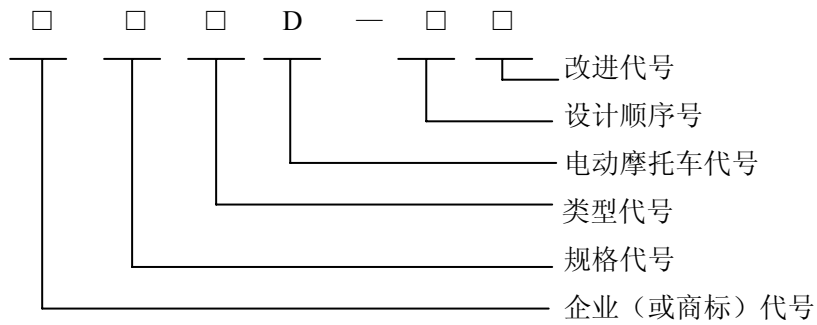 □ □ □ D — □ □
改进代号
设计顺序号
电动摩托车代号
类型代号
规格代号
企业（或商标）代号